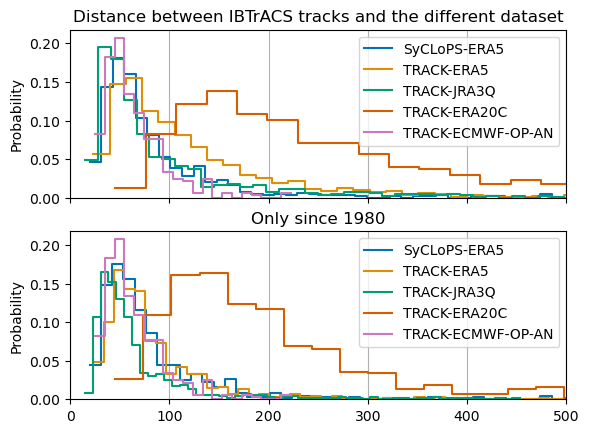 Distance between IBTrACS tracks and the different dataset
Probability
0.20
0.15
0.10
0.05
0.00
SyCLoPS-ERA5
TRACK-ERA5
TRACK-JRA3Q
TRACK-ERA20C
TRACK-ECMWF-OP-AN
Only since 1980
Probability
0.20
0.15
0.10
0.05
0.00
SyCLoPS-ERA5
TRACK-ERA5
TRACK-JRA3Q
TRACK-ERA20C
TRACK-ECMWF-OP-AN
0 100 200 300 400 500